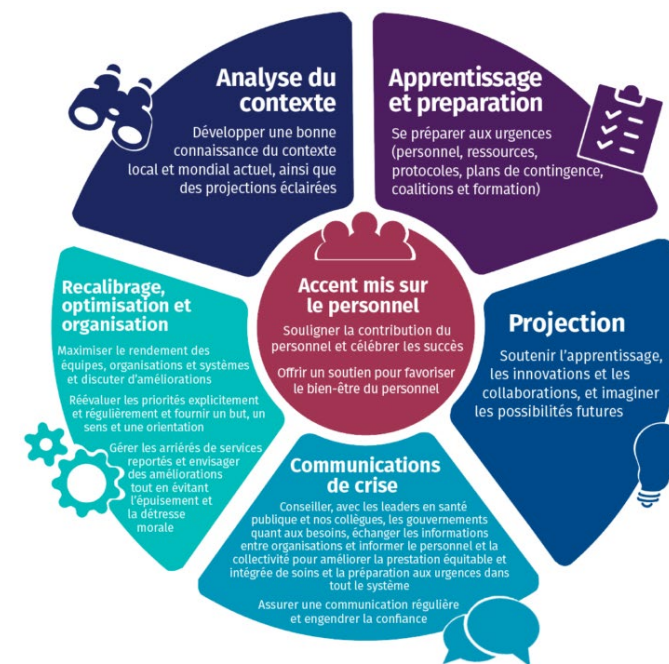 Analyse du
contexte
Développer une bonne
connaissance du contexte
local et mondial actuel, ainsi que
des projections éclairées
Apprentissage
et preparation
Se préparer aux urgences
(personnel, ressources,
protocoles, plans de contingence,
coalitions et formation)
Accent mis sur
le personnel
Souligner la contribution du
personnel et célébrer les succès
Offrir un soutien pour favoriser
le bien-être du personnel
Projection
Soutenir l'apprentissage,
les innovations et les
collaborations, et imaginer
les possibilités futures
Recalibrage,
optimisation et
organisation
Maximiser le rendement des
équipes, organisations et systèmes
et discuter d'améliorations
Réévaluer les priorités explicitement
et régulièrement et fournir un but, un
sens et une orientation
Gérer les arriérés de services
reportés et envisager
des améliorations
tout en évitant
l'épuisement et
la détresse
morale
Communications
de crise
Conseiller, avec les leaders en santé
publique et nos collègues, les gouvernements
quant aux besoins, échanger les informations
entre organisations et informer le personnel et la
collectivité pour améliorer la prestation équitable et
intégrée de soins et la préparation aux urgences dans
tout le système
Assurer une communication régulière
et engendrer la confiance